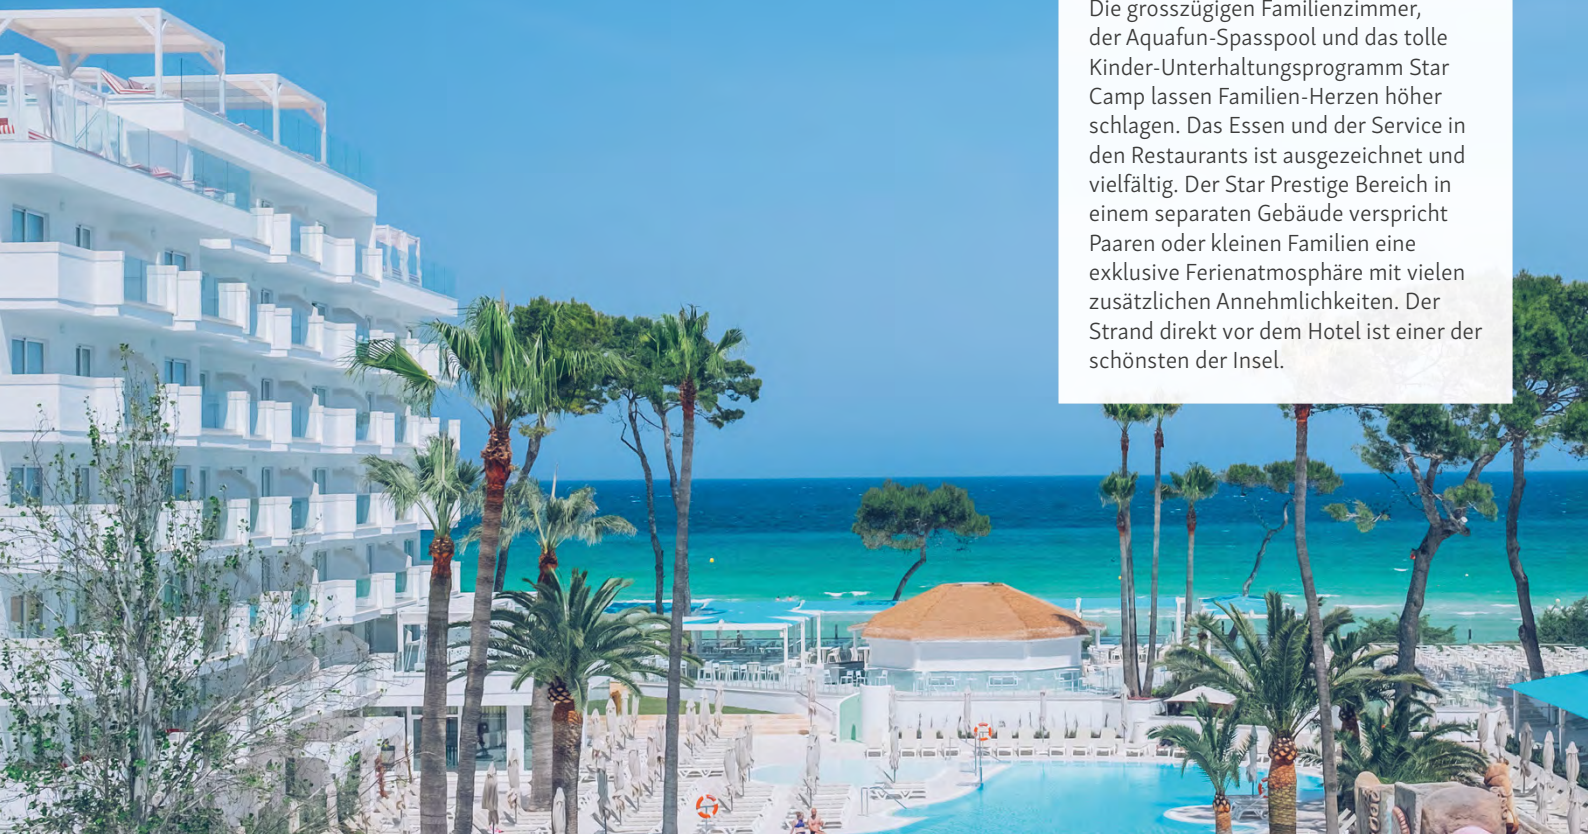 Die grosszügigen Familienzimmer,
der Aquafun-Spasspool und das tolle
Kinder-Unterhaltungsprogramm Star
Camp lassen Familien-Herzen höher
schlagen. Das Essen und der Service in
den Restaurants ist ausgezeichnet und
vielfältig. Der Star Prestige Bereich in
einem separaten Gebäude verspricht
Paaren oder kleinen Familien eine
exklusive Ferienatmosphäre mit vielen
zusätzlichen Annehmlichkeiten. Der
Strand direkt vor dem Hotel ist einer der
schönsten der Insel.